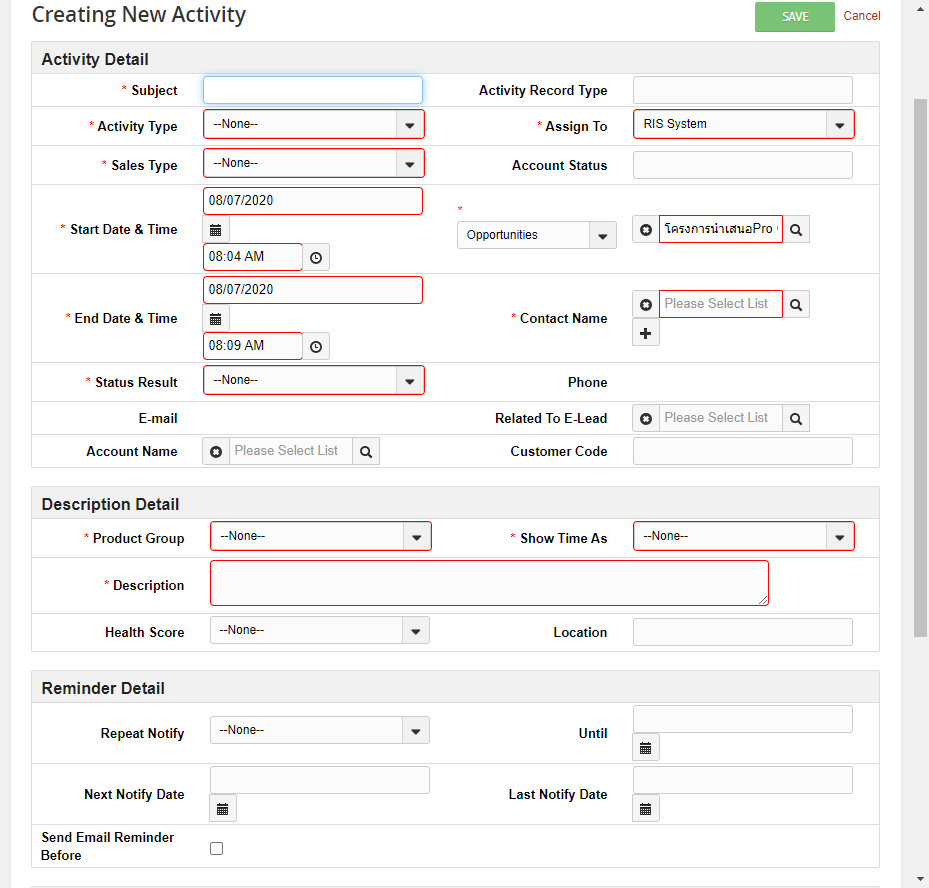 Creating New Activity
SAVE
Cancel
Activity Detail
* Subject
Activity Record Type
* Activity Type
--None--
* Assign To
RIS System
* Sales Type
--None--
Account Status
* Start Date & Time
08/07/2020
08:04 AM
*
Opportunities
โครงการนำเสนอPro
* End Date & Time
08/07/2020
08:09 AM
* Contact Name
Please Select List
* Status Result
--None--
Phone
E-mail
Related To E-Lead
Please Select List
Account Name
Please Select List
Customer Code
Description Detail
* Product Group
--None--
* Show Time As
--None--
* Description
Health Score
--None--
Location
Reminder Detail
Repeat Notify
--None--
Until
Next Notify Date
Last Notify Date
Send Email Reminder
Before